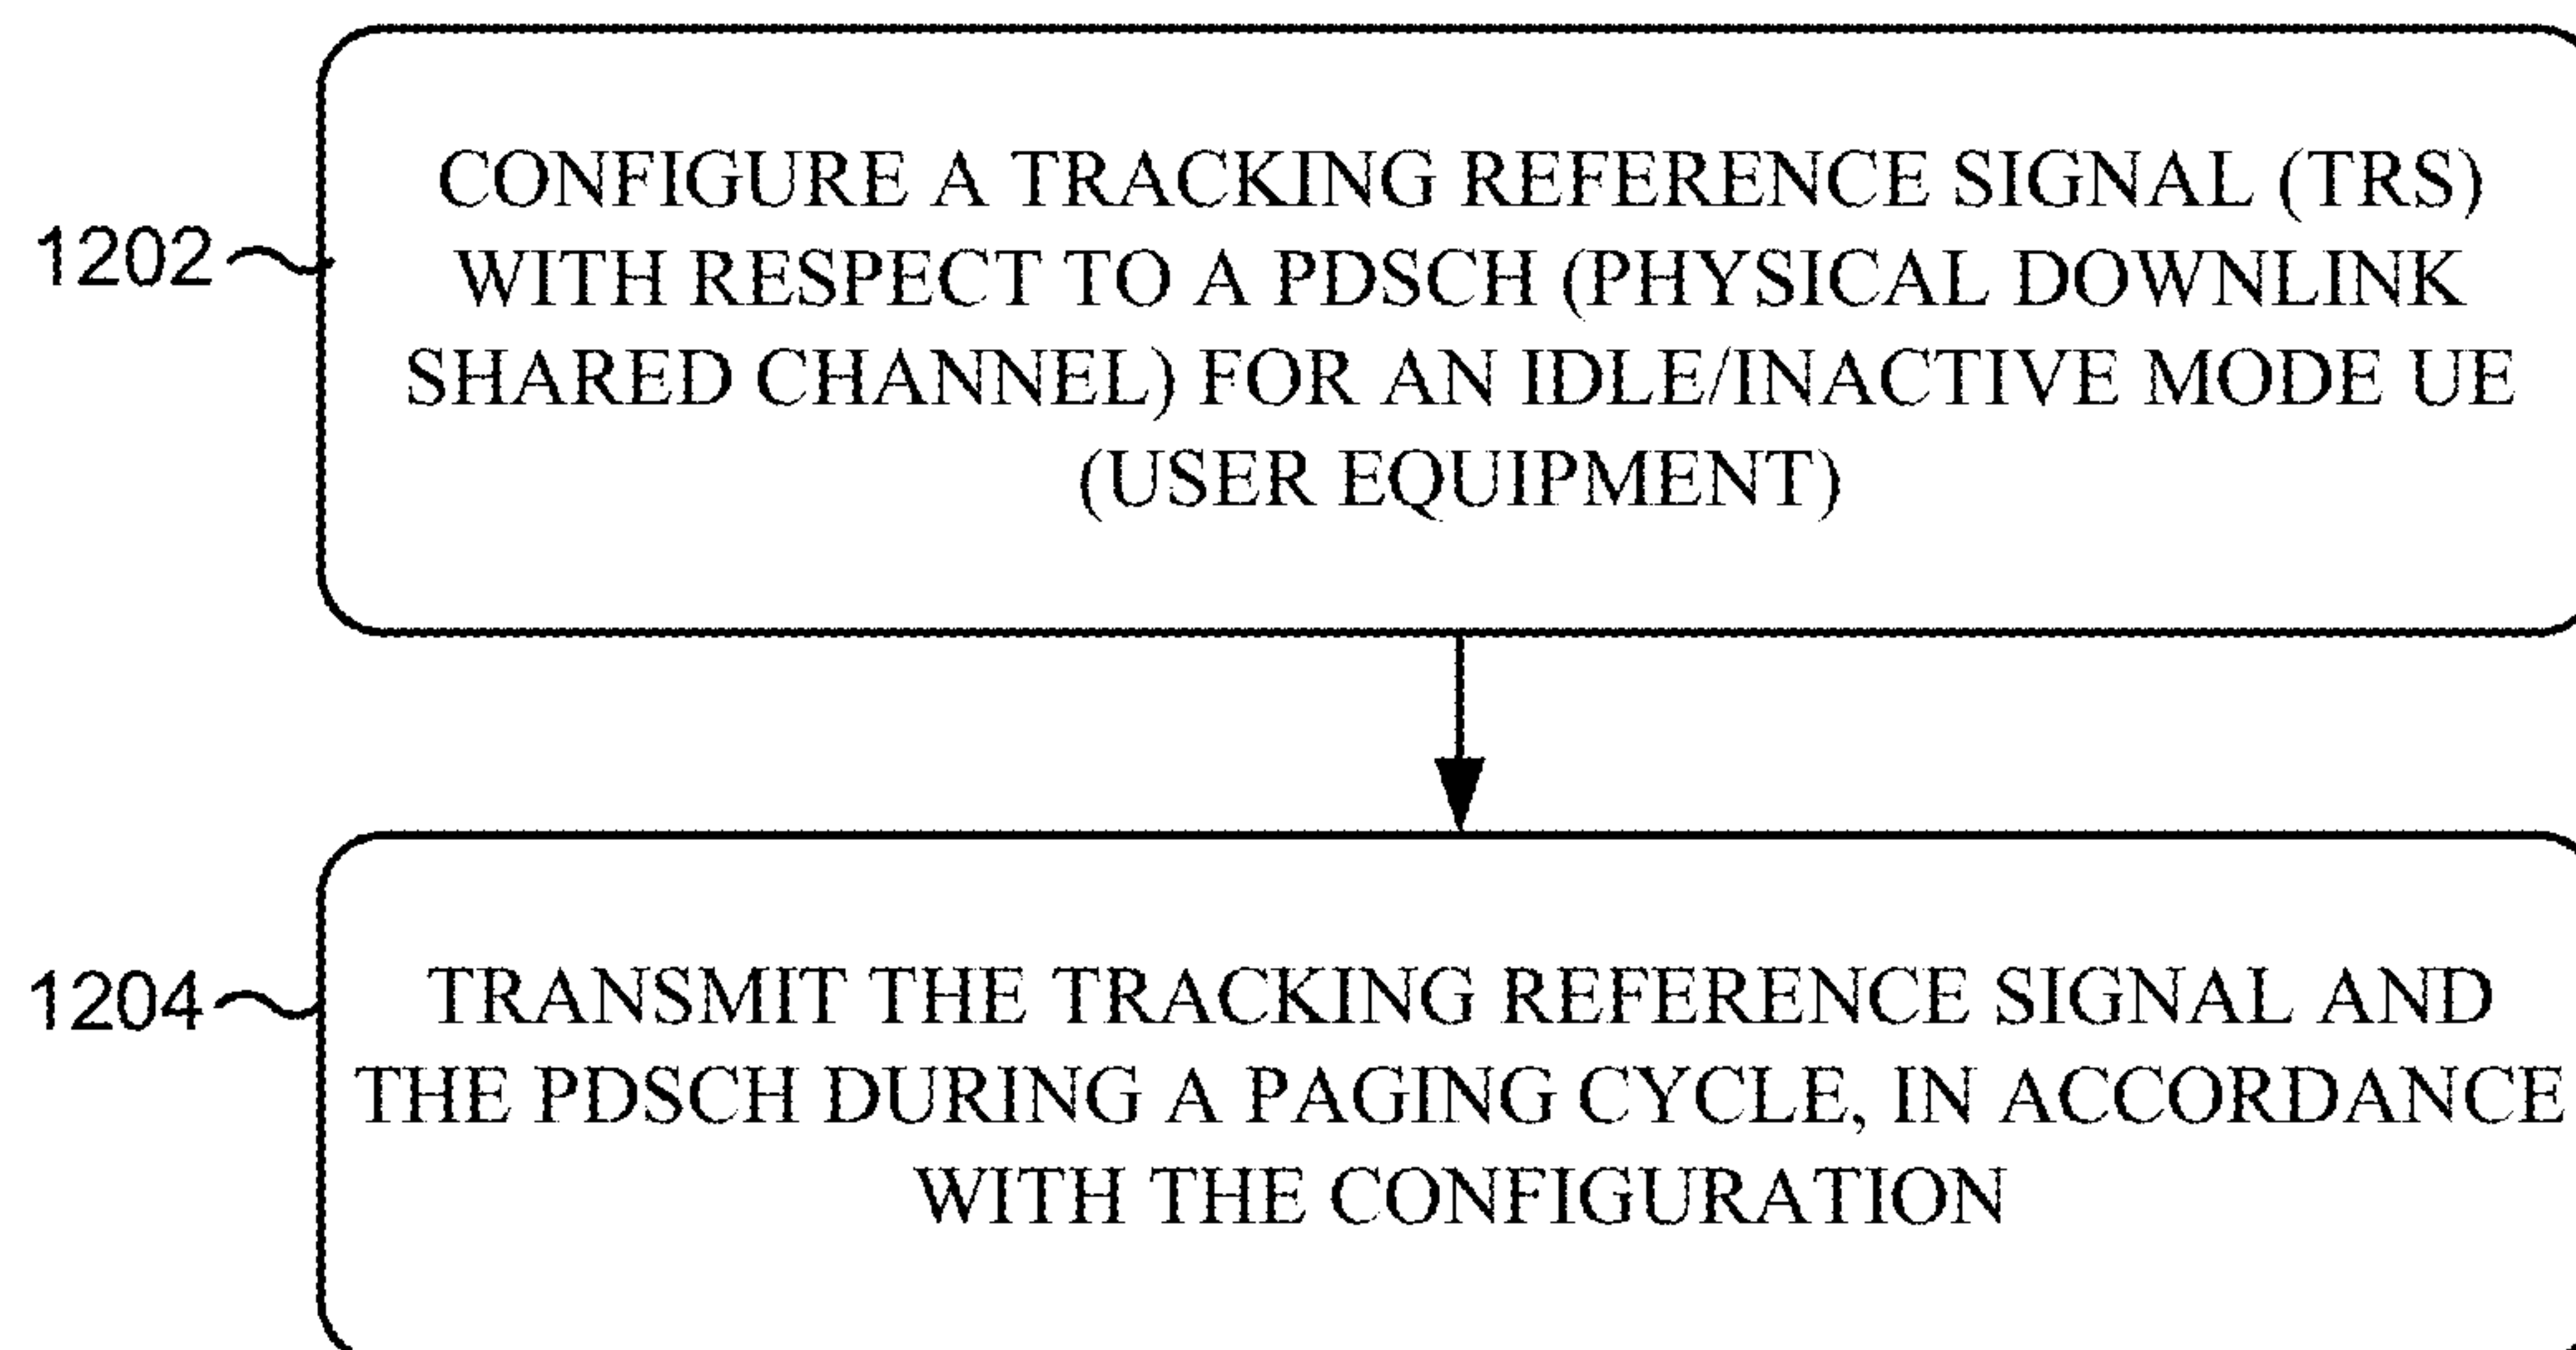 1202
CONFIGURE A TRACKING REFERENCE SIGNAL (TRS)
WITH RESPECT TO A PDSCH (PHYSICAL DOWNLINK
SHARED CHANNEL) FOR AN IDLE/INACTIVE MODE UE
(USER EQUIPMENT)
1204
TRANSMIT THE TRACKING REFERENCE SIGNAL AND
THE PDSCH DURING A PAGING CYCLE, IN ACCORDANCE
WITH THE CONFIGURATION